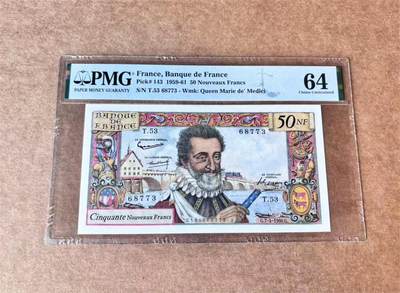 PMG
PAPER MONEY GUARANTY
France, Banque de France
Pick# 143 1959-61 50 Nouveaux Francs
S/N T.53 68773 - Wmk: Queen Marie de' Medici
64
Choice Uncirculated
BANQUE
DE
FRANCE
50 NF
T.53
68773
68773
T.53
Cinquante Nouveaux Francs